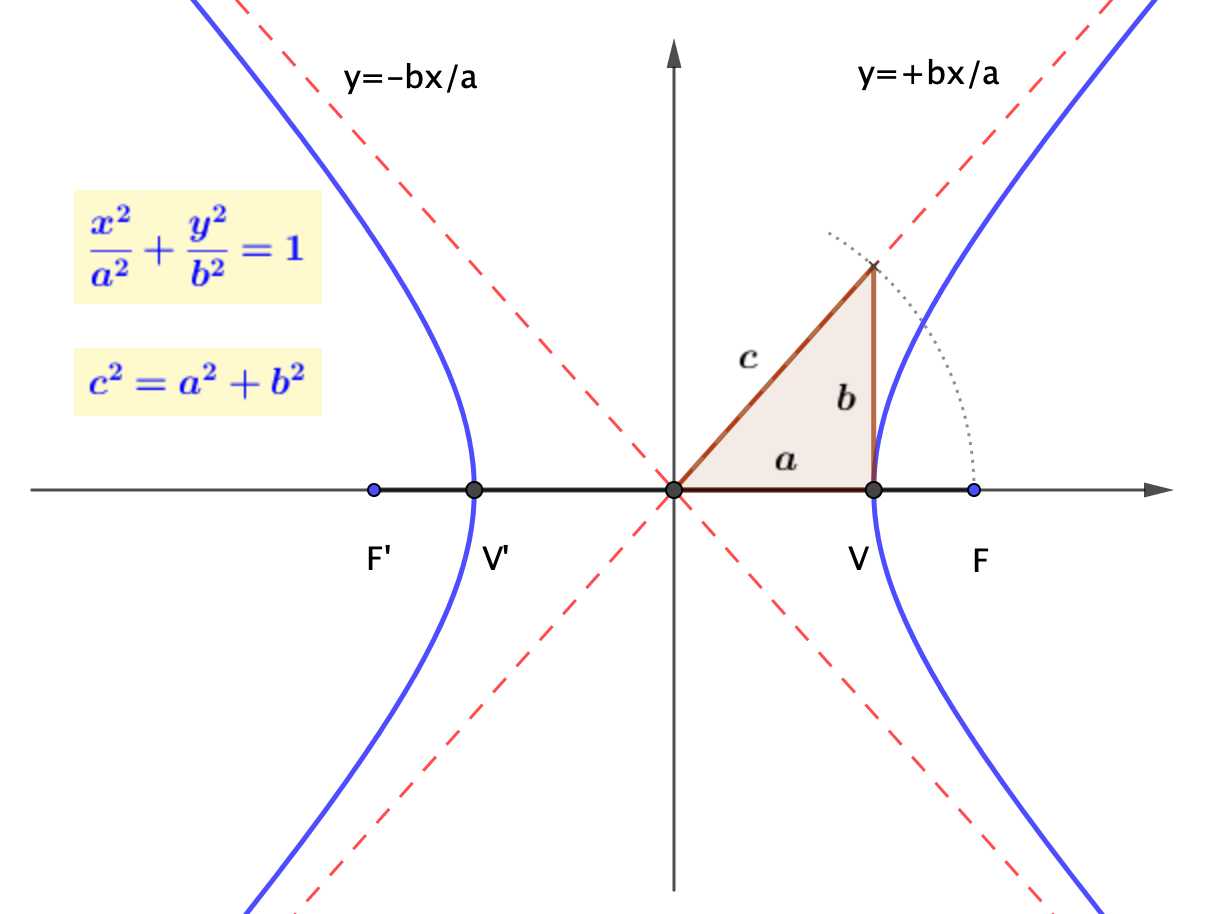 y=-bx/a
y=+bx/a
x²/a² + y²/b² = 1
c² = a² + b²
c
b
a
F'
V'
V
F